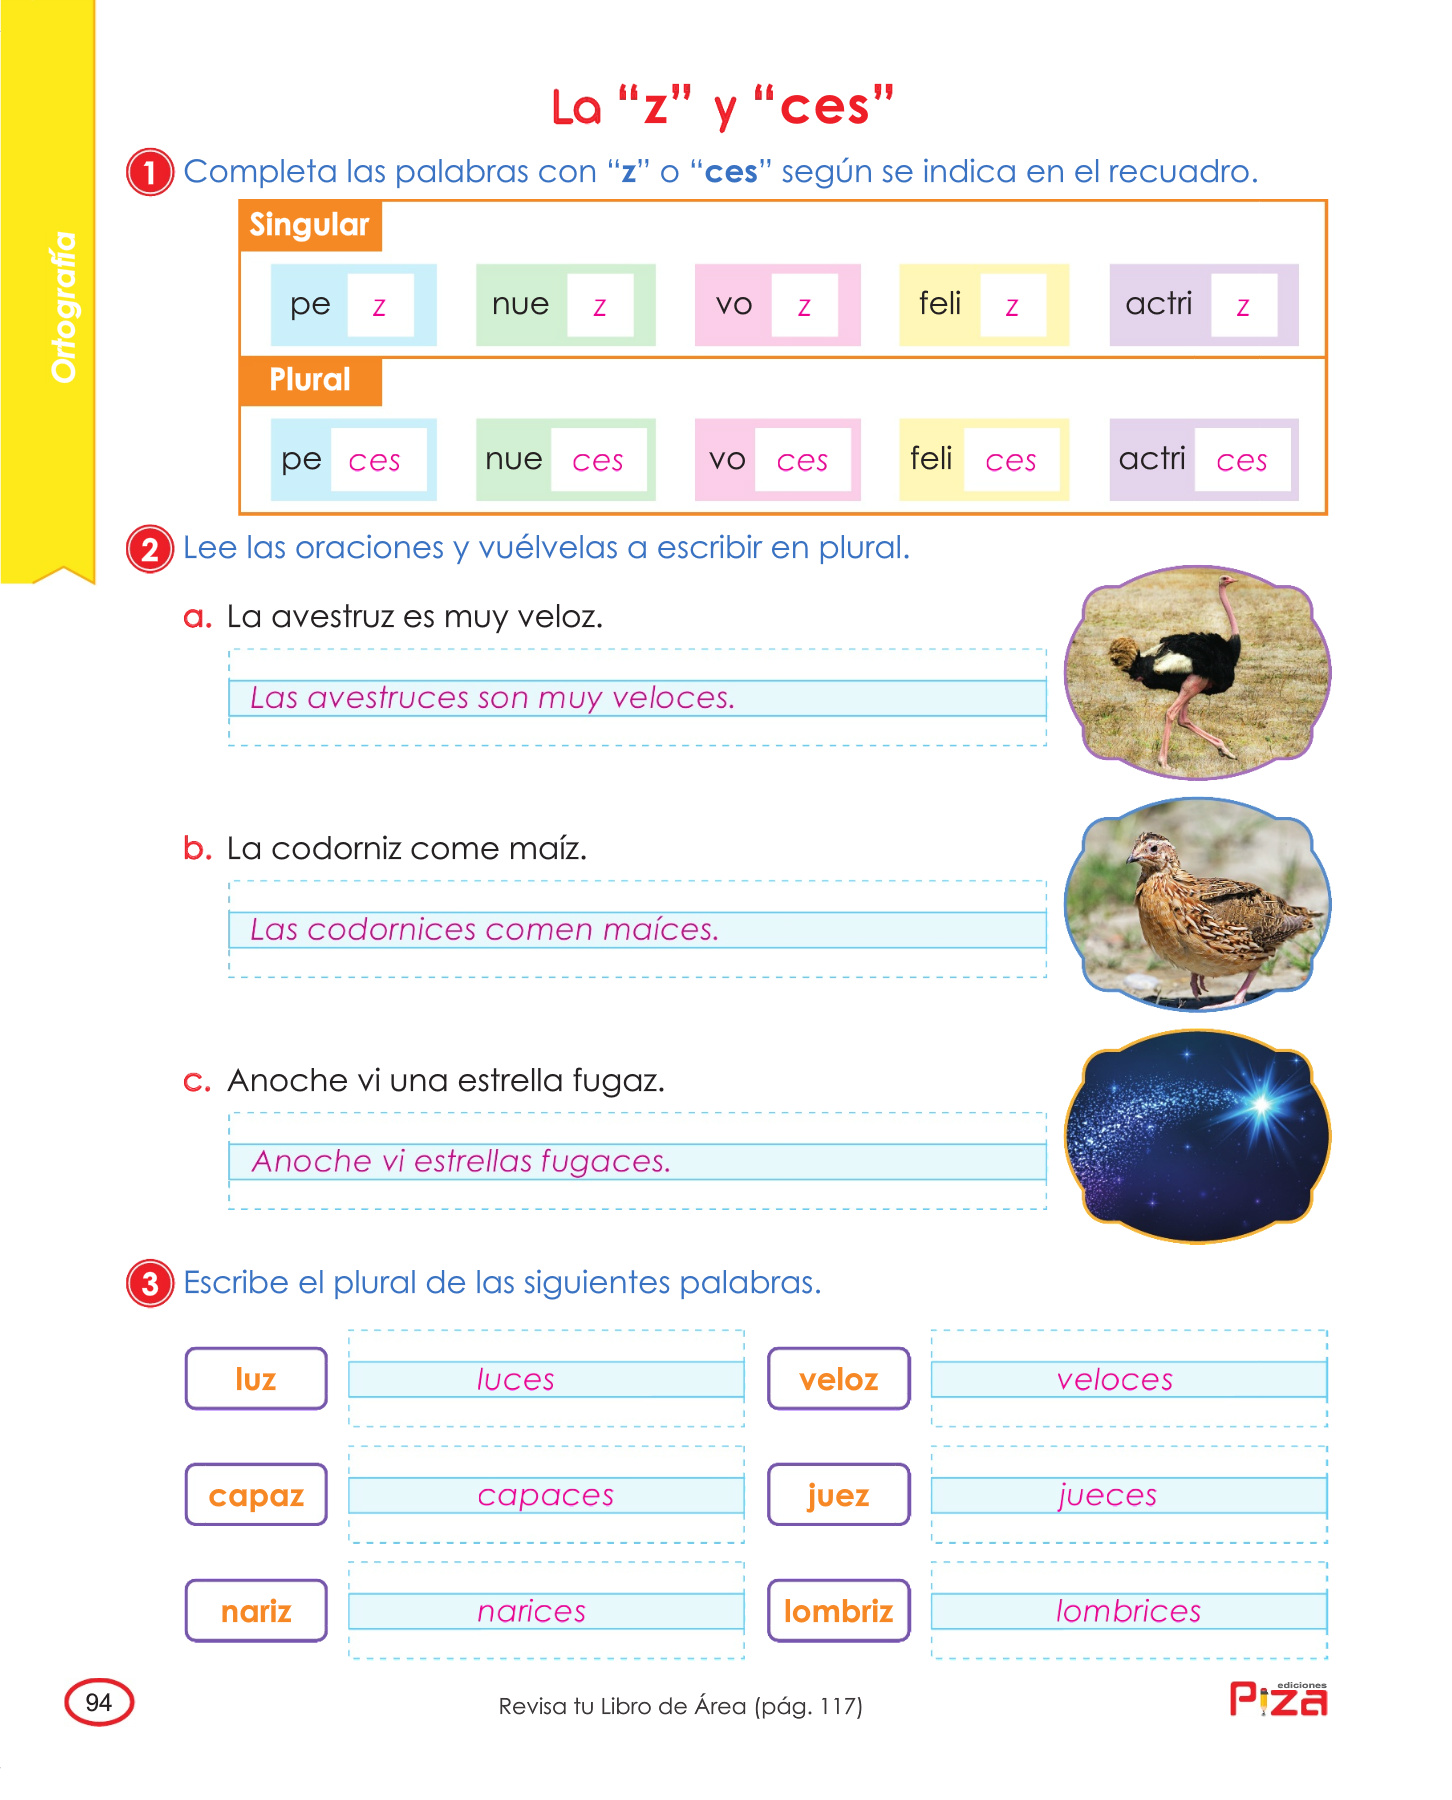 Ortografía
La “z” y “ces”
1 Completa las palabras con “z” o “ces” según se indica en el recuadro.
Singular
pe z nue z vo z feli z actri z
Plural
pe ces nue ces vo ces feli ces actri ces
2 Lee las oraciones y vuélvelas a escribir en plural.
a. La avestruz es muy veloz.
Las avestruces son muy veloces.
b. La codorniz come maíz.
Las codornices comen maíces.
c. Anoche vi una estrella fugaz.
Anoche vi estrellas fugaces.
3 Escribe el plural de las siguientes palabras.
luz luces veloz veloces
capaz capaces juez jueces
nariz narices lombriz lombrices
94 Revisa tu Libro de Área (pág. 117)
ediciones
Piza